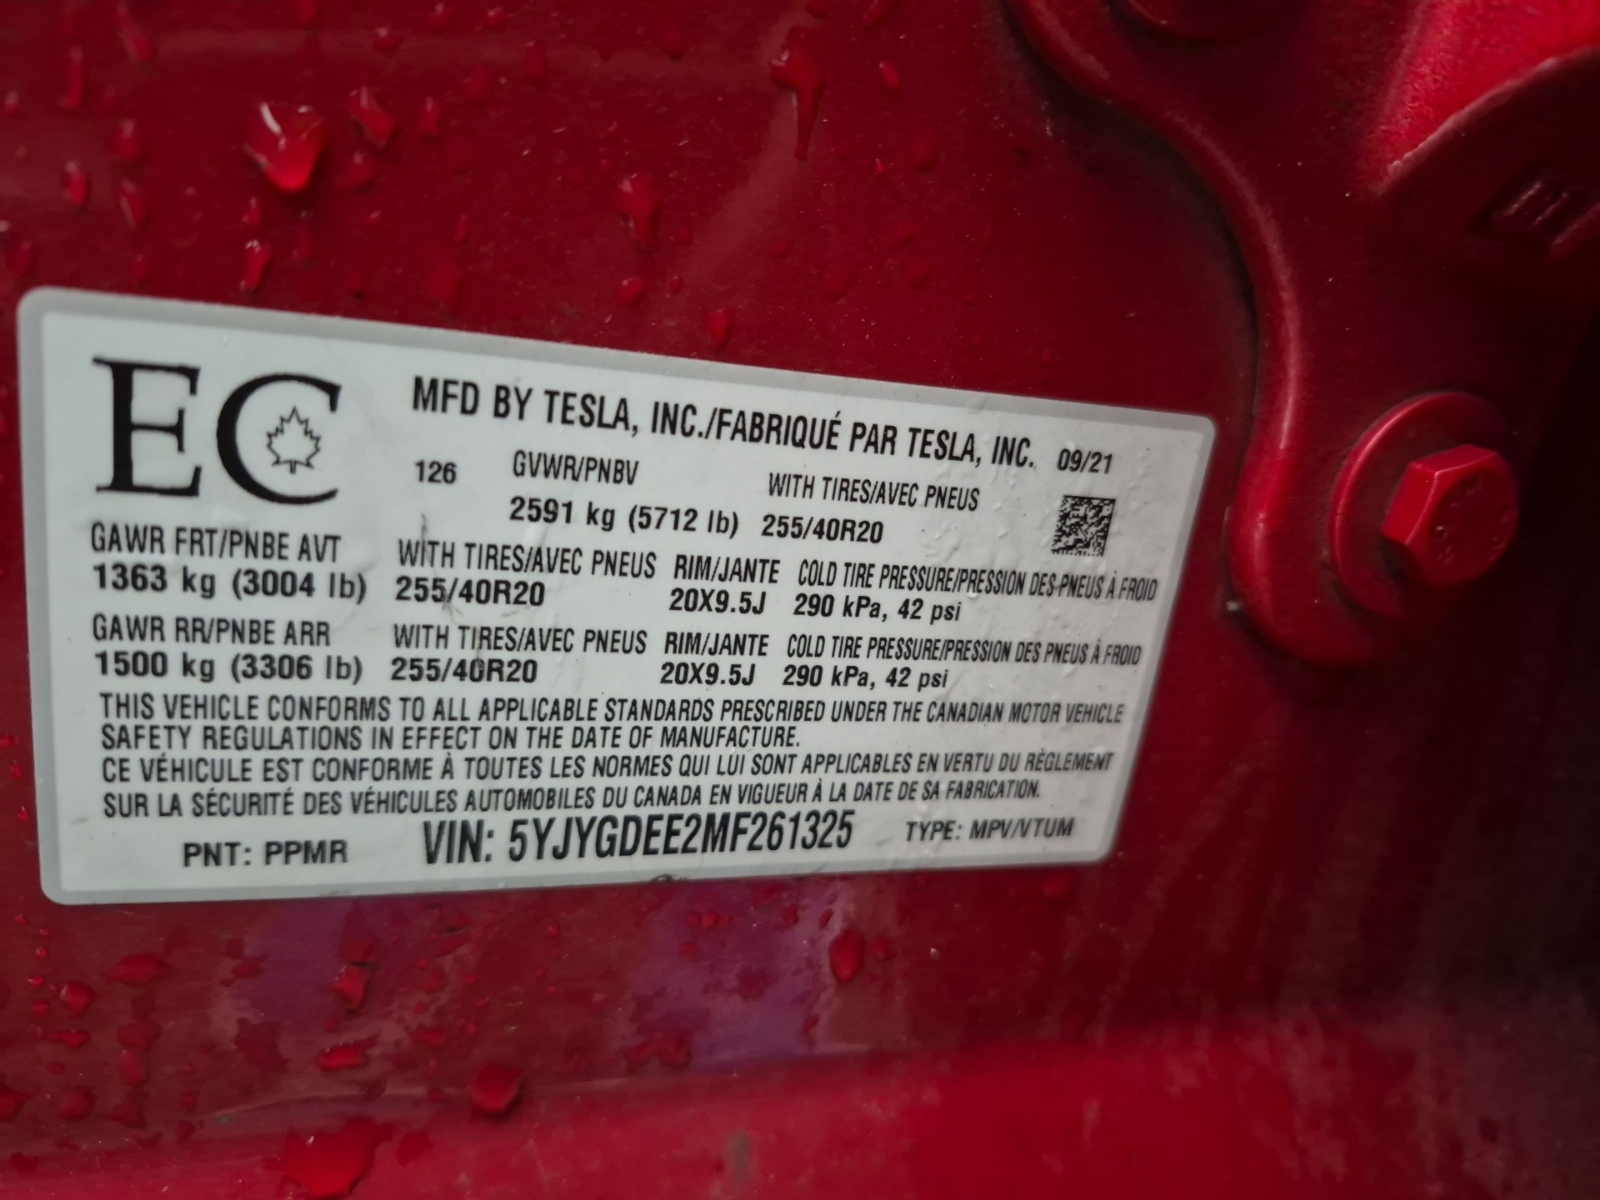 EC
MFD BY TESLA, INC./FABRIQUÉ PAR TESLA, INC. 09/21
126 GVWR/PNBV WITH TIRES/AVEC PNEUS
2591 kg (5712 lb) 255/40R20
GAWR FRT/PNBE AVT WITH TIRES/AVEC PNEUS RIM/JANTE COLD TIRE PRESSURE/PRESSION DES PNEUS À FROID
1363 kg (3004 lb) 255/40R20 20X9.5J 290 kPa, 42 psi
GAWR RR/PNBE ARR WITH TIRES/AVEC PNEUS RIM/JANTE COLD TIRE PRESSURE/PRESSION DES PNEUS À FROID
1500 kg (3306 lb) 255/40R20 20X9.5J 290 kPa, 42 psi
THIS VEHICLE CONFORMS TO ALL APPLICABLE STANDARDS PRESCRIBED UNDER THE CANADIAN MOTOR VEHICLE
SAFETY REGULATIONS IN EFFECT ON THE DATE OF MANUFACTURE.
CE VÉHICULE EST CONFORME À TOUTES LES NORMES QUI LUI SONT APPLICABLES EN VERTU DU RÈGLEMENT
SUR LA SÉCURITÉ DES VÉHICULES AUTOMOBILES DU CANADA EN VIGUEUR À LA DATE DE SA FABRICATION.
PNT: PPMR VIN: 5YJYGDEE2MF261325 TYPE: MPV/VTUM